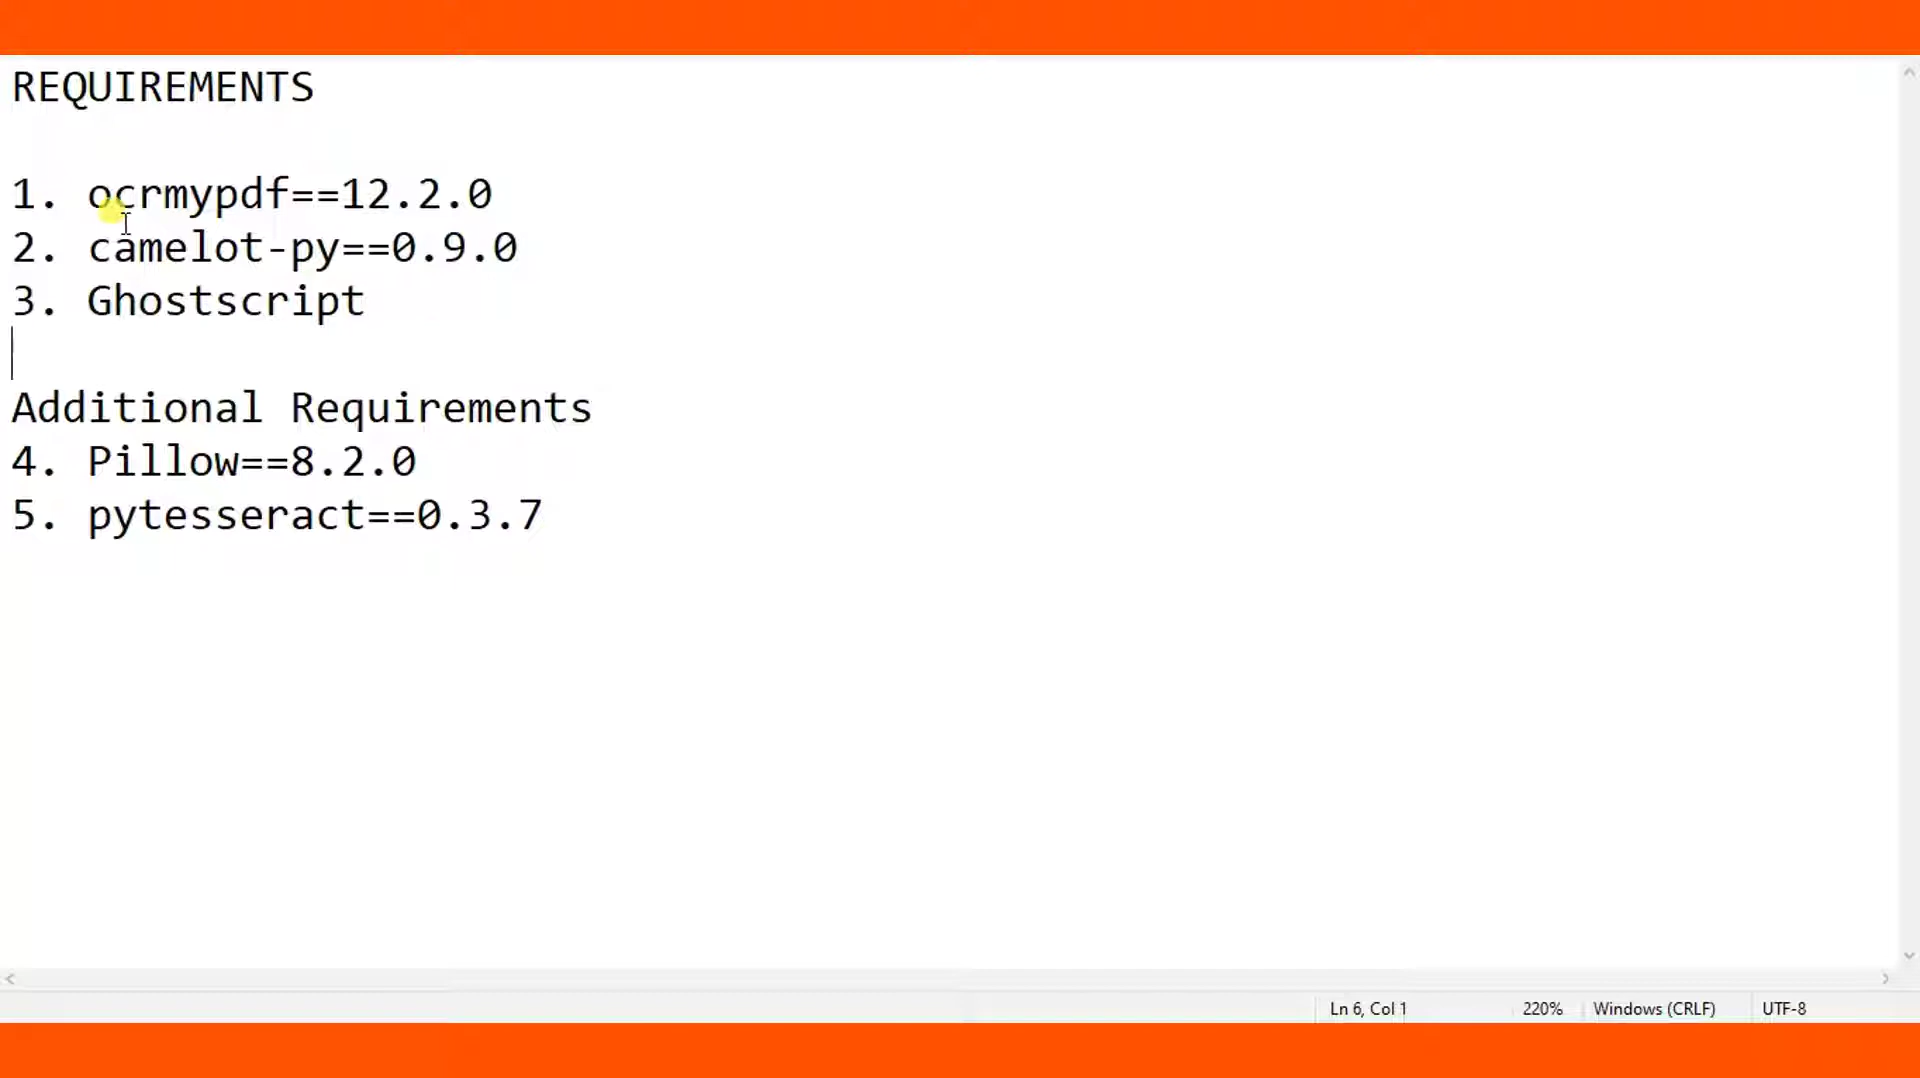 REQUIREMENTS
1. ocrmypdf==12.2.0
2. camelot-py==0.9.0
3. Ghostscript
Additional Requirements
4. Pillow==8.2.0
5. pytesseract==0.3.7
Ln 6, Col 1 220% Windows (CRLF) UTF-8